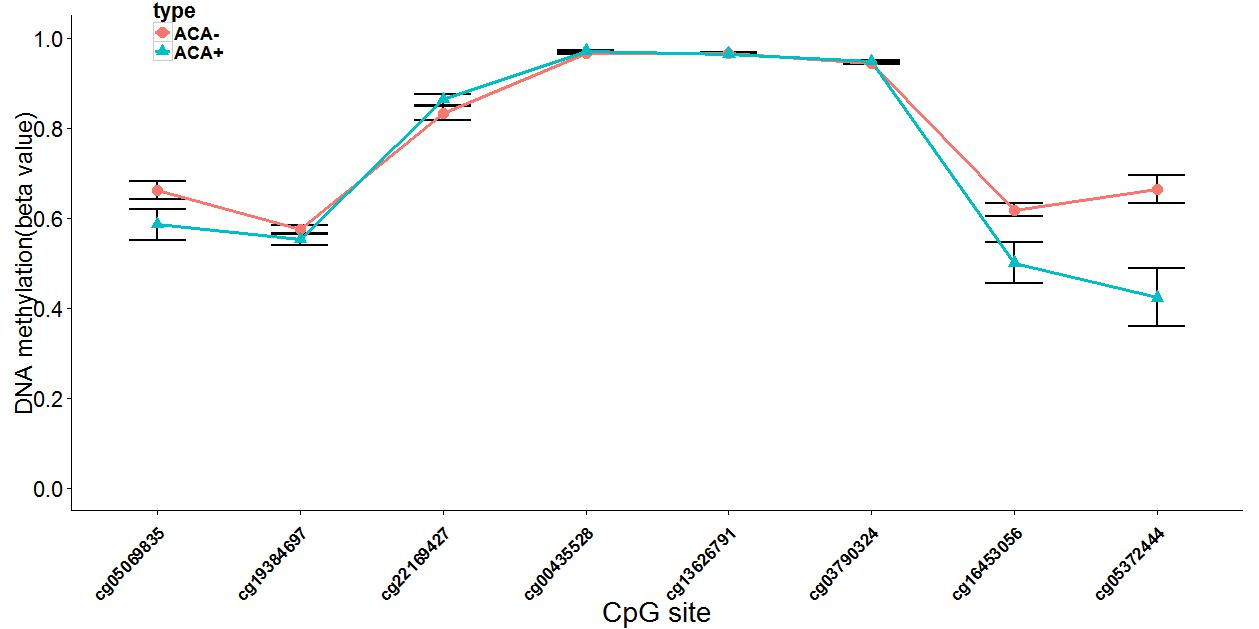 type
ACA-
ACA+
DNA methylation(beta value)
1.0
0.8
0.6
0.4
0.2
0.0
cg05069835
cg19384697
cg22169427
cg00435528
cg13626791
cg03790324
cg16453056
cg05372444
CpG site